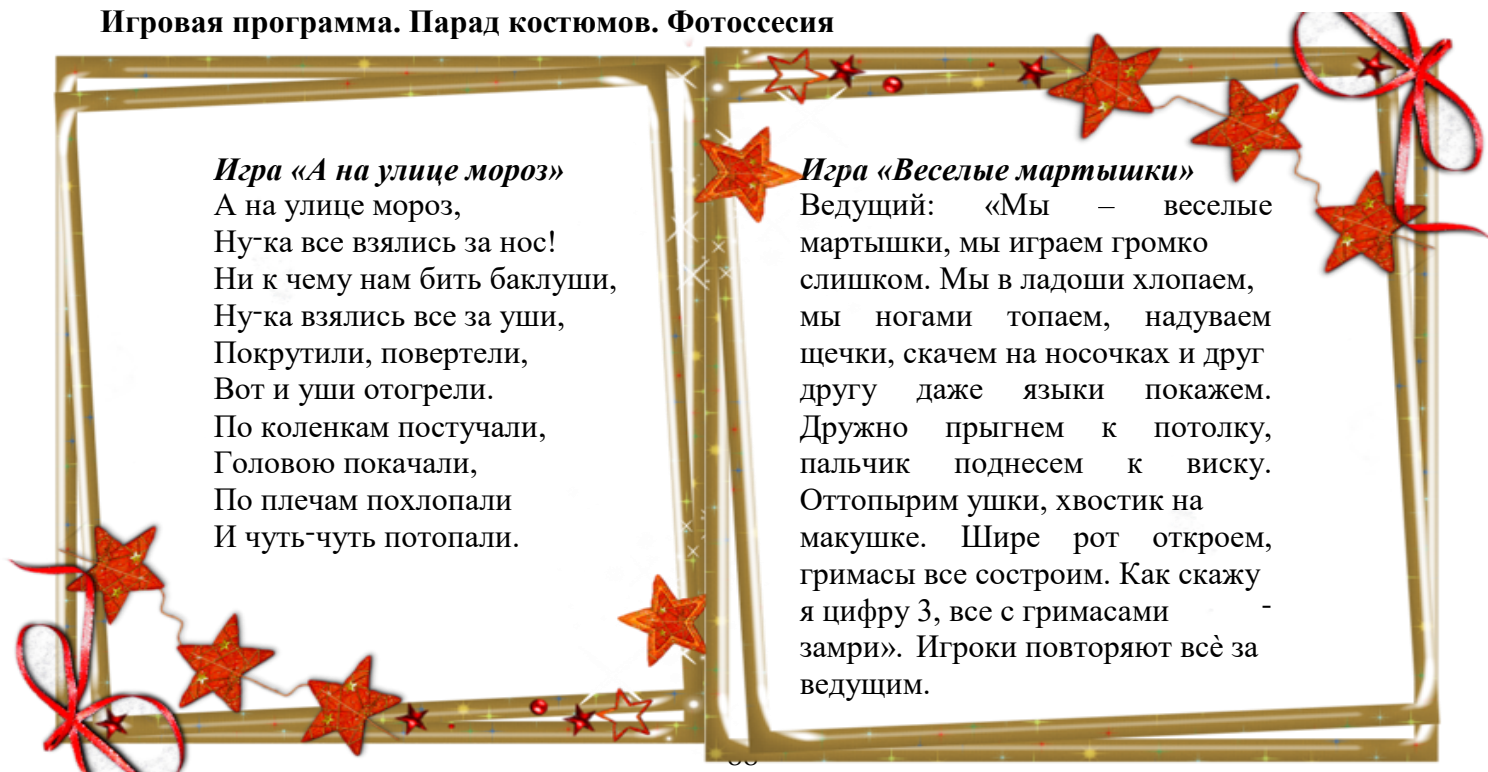 Игровая программа. Парад костюмов. Фотоссесия
Игра «А на улице мороз»
А на улице мороз,
Ну-ка все взялись за нос!
Ни к чему нам бить баклуши,
Ну-ка взялись все за уши,
Покрутили, повертели,
Вот и уши отогрели.
По коленкам постучали,
Головою покачали,
По плечам похлопали
И чуть-чуть потопали.
Игра «Веселые мартышки»
Ведущий: «Мы – веселые
мартышки, мы играем громко
слишком. Мы в ладоши хлопаем,
мы ногами топаем, надуваем
щечки, скачем на носочках и друг
другу даже языки покажем.
Дружно прыгнем к потолку,
пальчик поднесем к виску.
Оттопырим ушки, хвостик на
макушке. Шире рот откроем,
гримасы все состроим. Как скажу
я цифру 3, все с гримасами -
замри». Игроки повторяют всѐ за
ведущим.